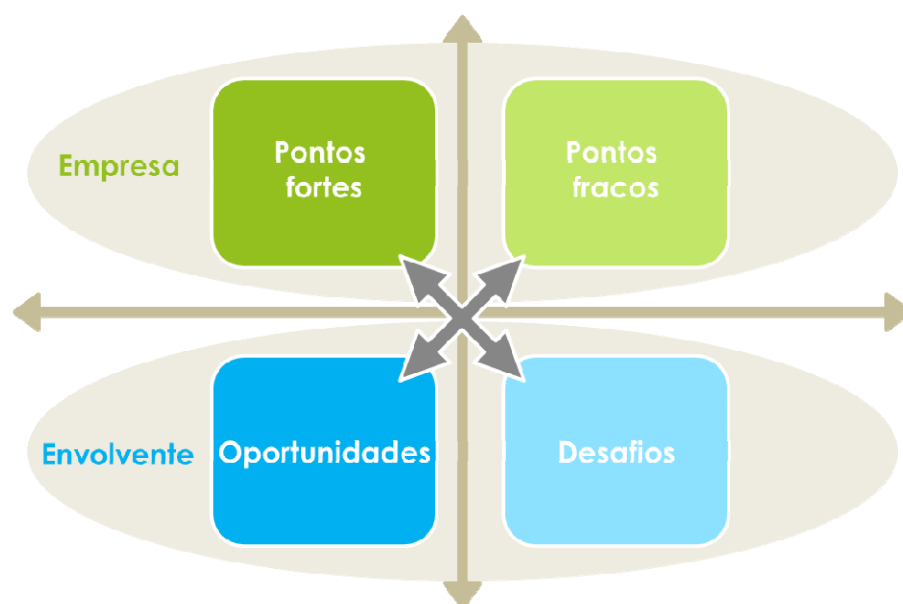 Empresa
Pontos
fortes
Pontos
fracos
Envolvente
Oportunidades
Desafios